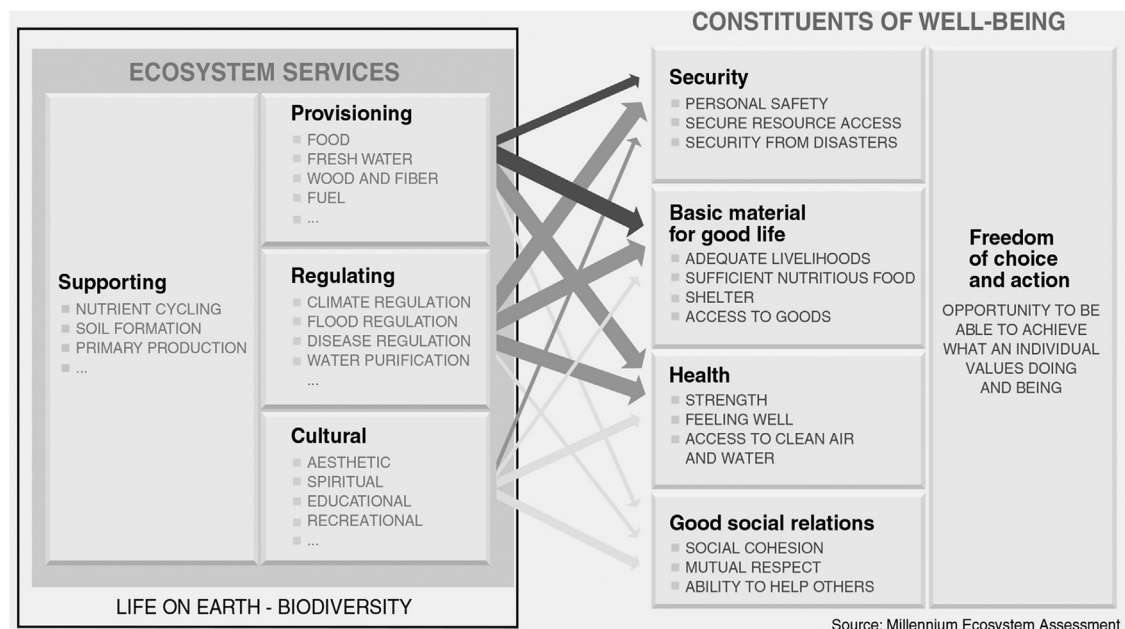 CONSTITUENTS OF WELL-BEING
ECOSYSTEM SERVICES
Supporting
NUTRIENT CYCLING
SOIL FORMATION
PRIMARY PRODUCTION
...
Provisioning
FOOD
FRESH WATER
WOOD AND FIBER
FUEL
...
Regulating
CLIMATE REGULATION
FLOOD REGULATION
DISEASE REGULATION
WATER PURIFICATION
...
Cultural
AESTHETIC
SPIRITUAL
EDUCATIONAL
RECREATIONAL
...
LIFE ON EARTH - BIODIVERSITY
Security
PERSONAL SAFETY
SECURE RESOURCE ACCESS
SECURITY FROM DISASTERS
Basic material
for good life
ADEQUATE LIVELIHOODS
SUFFICIENT NUTRITIOUS FOOD
SHELTER
ACCESS TO GOODS
Health
STRENGTH
FEELING WELL
ACCESS TO CLEAN AIR
AND WATER
Good social relations
SOCIAL COHESION
MUTUAL RESPECT
ABILITY TO HELP OTHERS
Freedom
of choice
and action
OPPORTUNITY TO BE
ABLE TO ACHIEVE
WHAT AN INDIVIDUAL
VALUES DOING
AND BEING
Source: Millennium Ecosystem Assessment